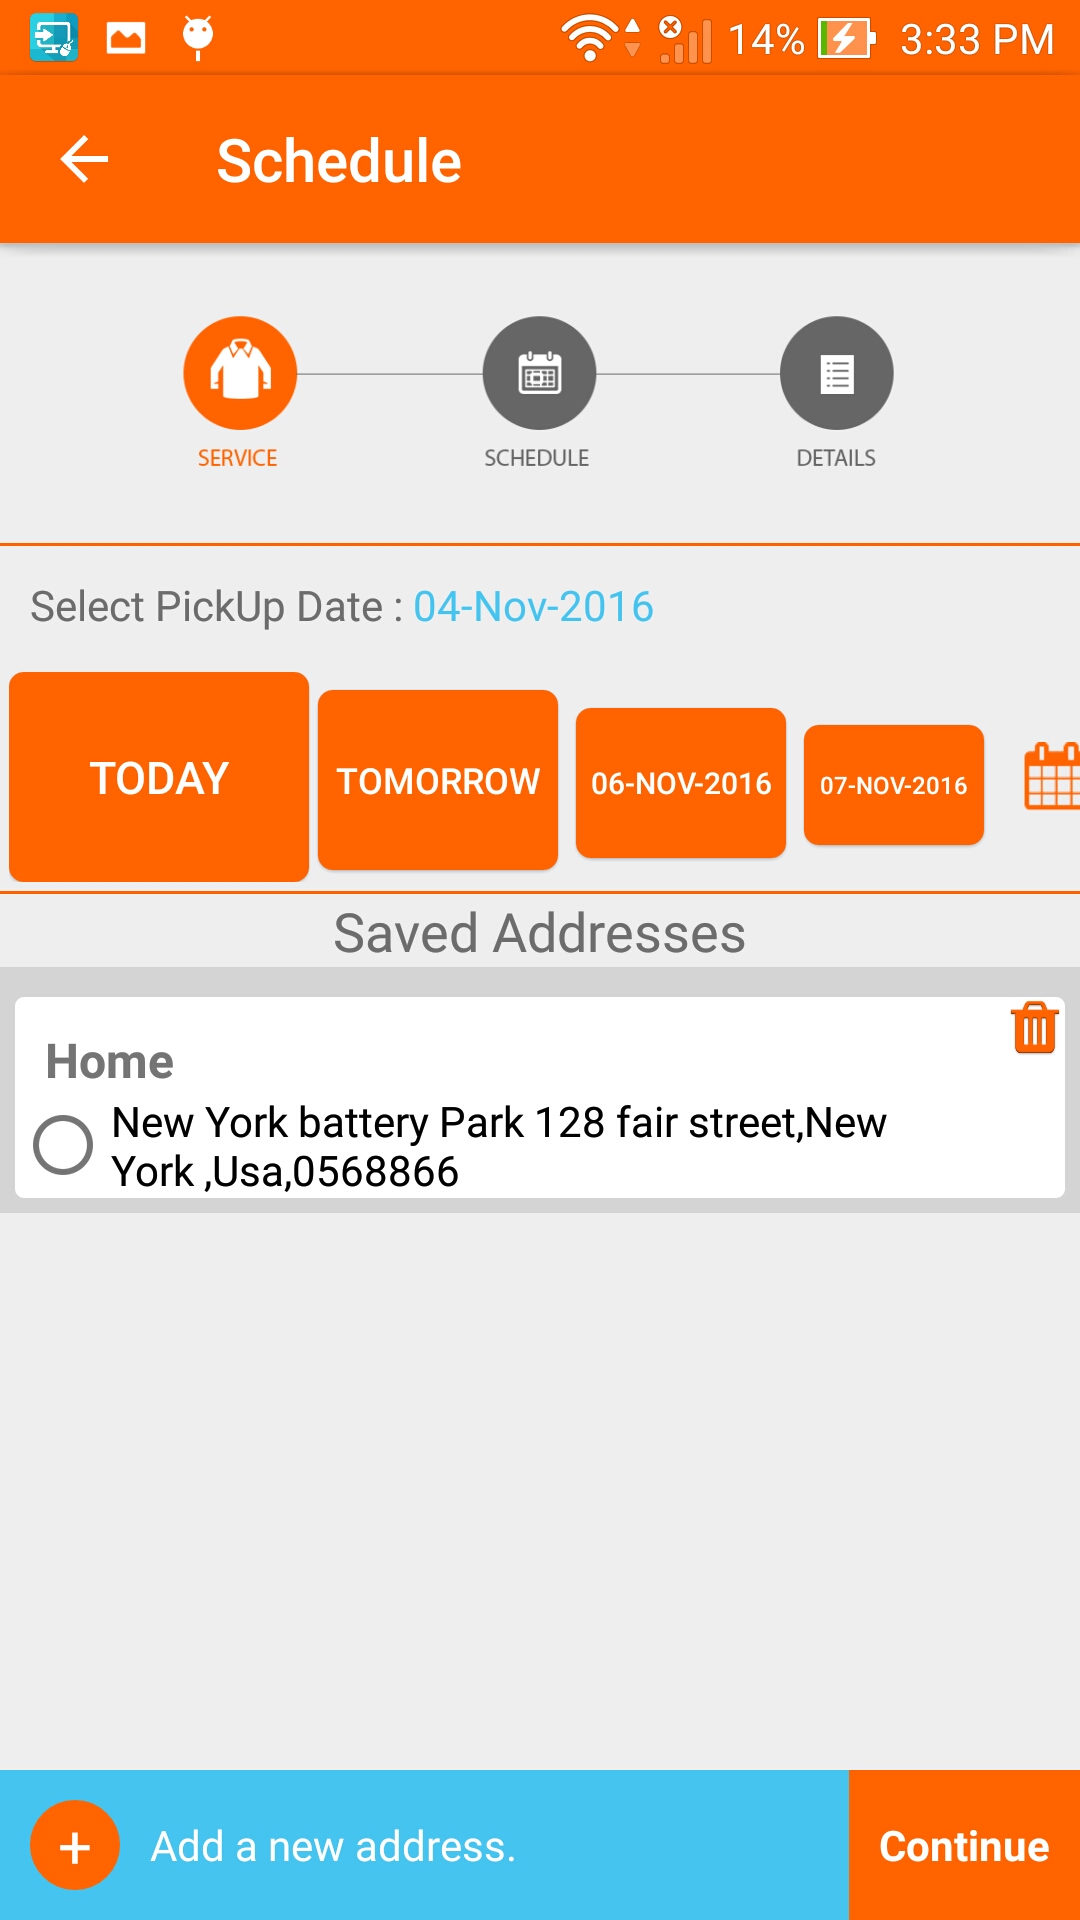 14% 3:33 PM
Schedule
SERVICE SCHEDULE DETAILS
Select PickUp Date : 04-Nov-2016
TODAY TOMORROW 06-NOV-2016 07-NOV-2016
Saved Addresses
Home
New York battery Park 128 fair street,New
York ,Usa,0568866
+ Add a new address. Continue